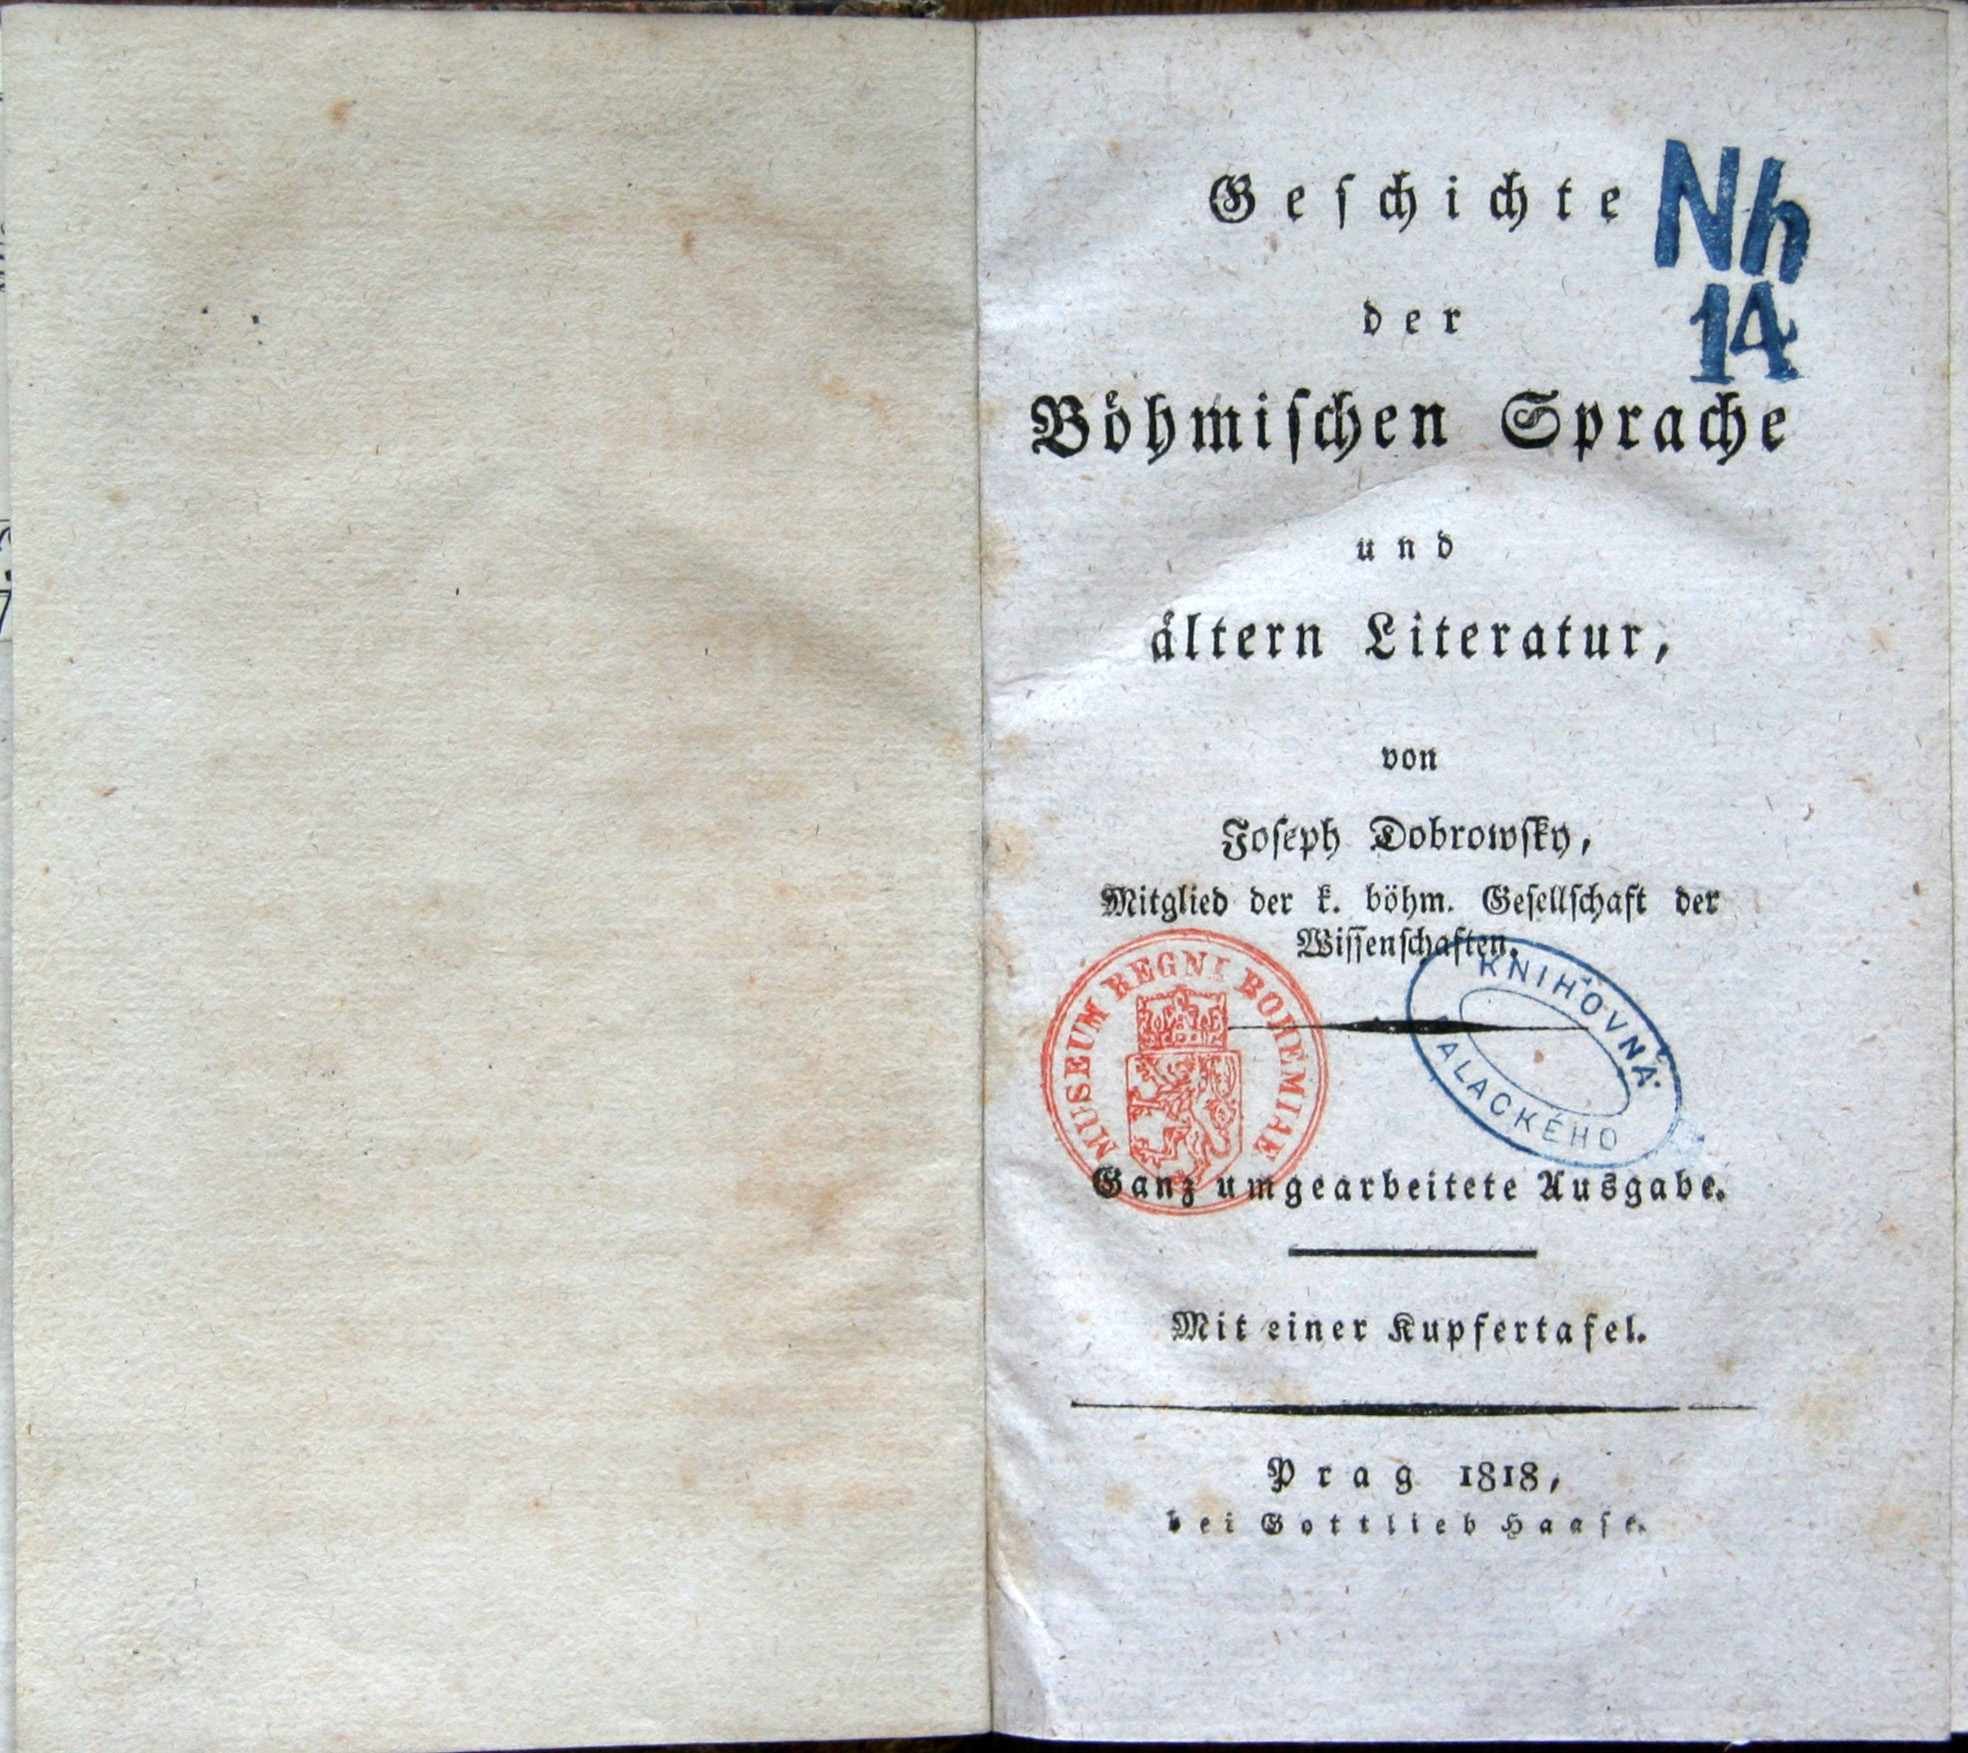 Geschichte
Nh
14
der
Böhmischen Sprache
und
ältern Literatur,
von
Joseph Dobrowsky,
Mitglied der k. böhm. Gesellschaft der
Wissenschaften.
MUSEUM REGNI BOHEMIAE
KNIHOVNA
PALACKÉHO
Ganz umgearbeitete Ausgabe.
Mit einer Kupfertafel.
Prag 1818,
bei Gottlieb Haase.